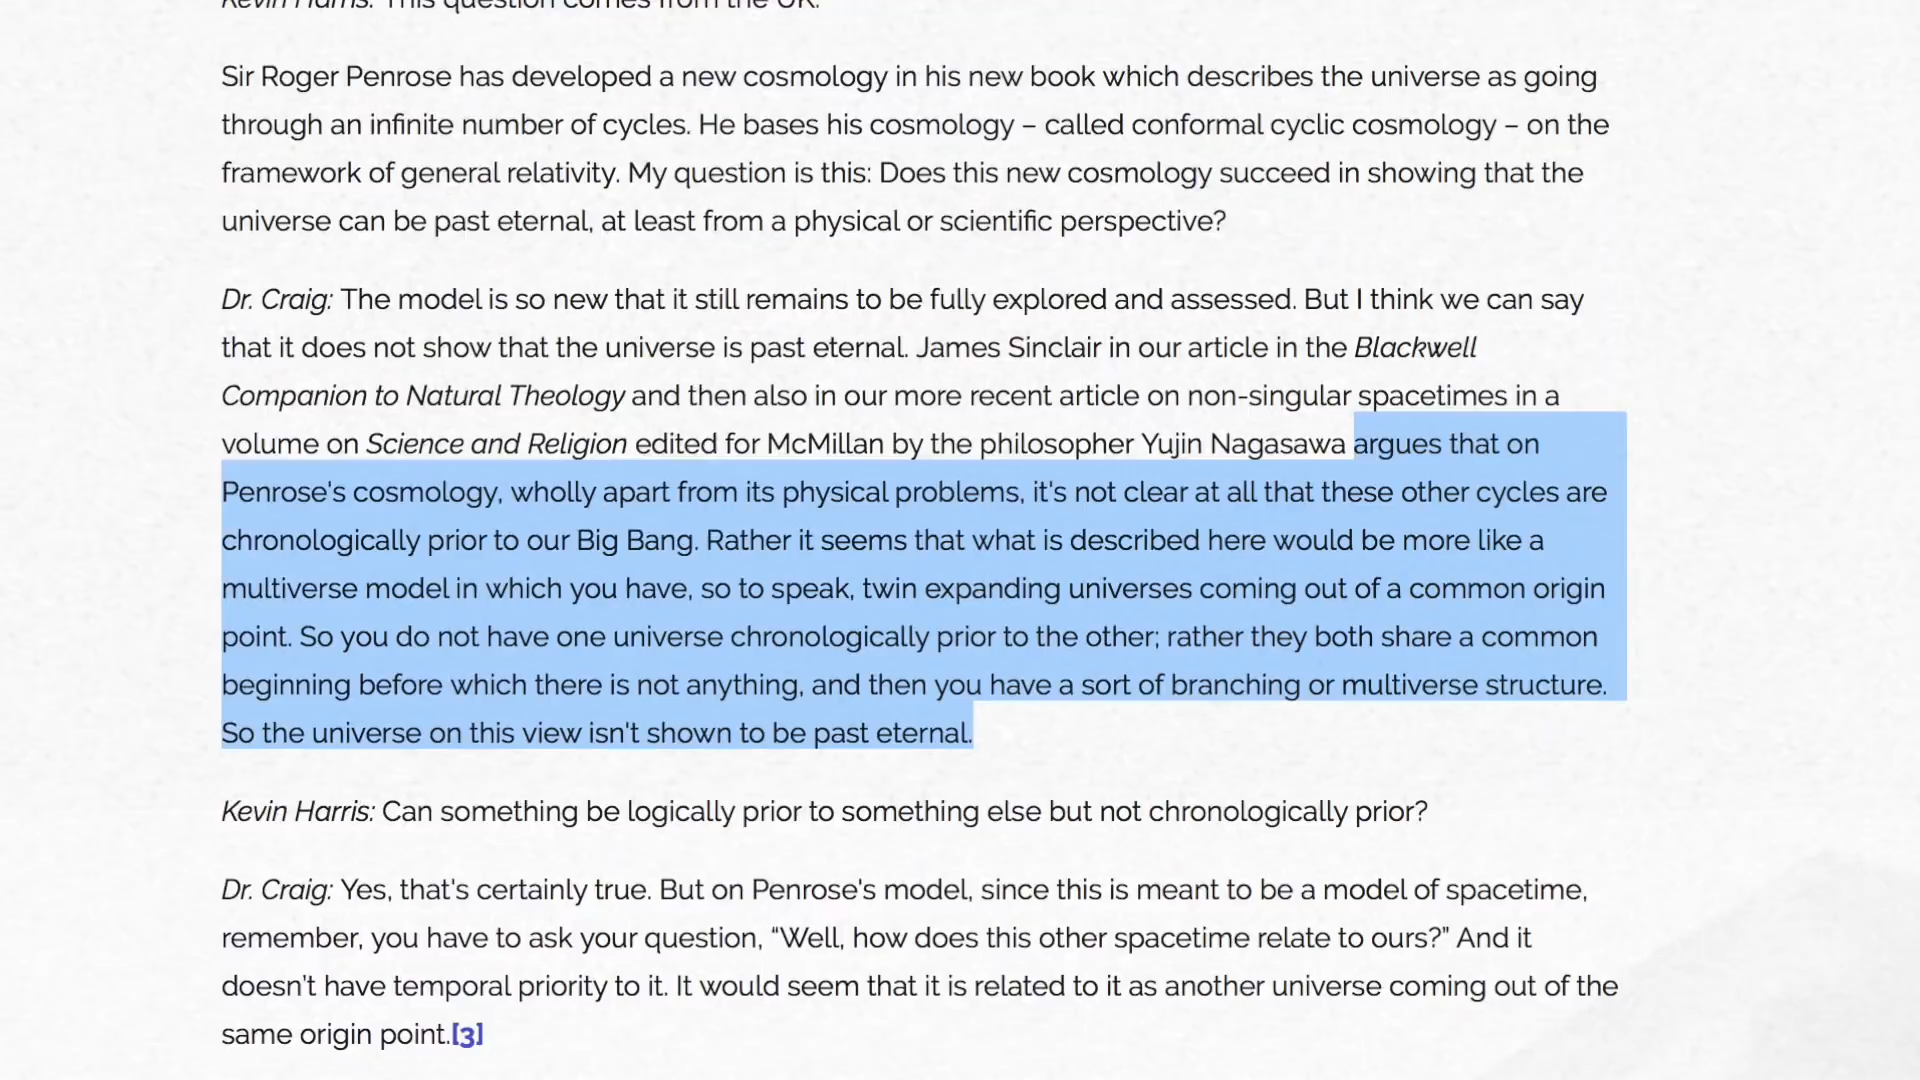 Kevin Harris: This question comes from the UK.
Sir Roger Penrose has developed a new cosmology in his new book which describes the universe as going
through an infinite number of cycles. He bases his cosmology – called conformal cyclic cosmology – on the
framework of general relativity. My question is this: Does this new cosmology succeed in showing that the
universe can be past eternal, at least from a physical or scientific perspective?
Dr. Craig: The model is so new that it still remains to be fully explored and assessed. But I think we can say
that it does not show that the universe is past eternal. James Sinclair in our article in the Blackwell
Companion to Natural Theology and then also in our more recent article on non-singular spacetimes in a
volume on Science and Religion edited for McMillan by the philosopher Yujin Nagasawa argues that on
Penrose's cosmology, wholly apart from its physical problems, it's not clear at all that these other cycles are
chronologically prior to our Big Bang. Rather it seems that what is described here would be more like a
multiverse model in which you have, so to speak, twin expanding universes coming out of a common origin
point. So you do not have one universe chronologically prior to the other; rather they both share a common
beginning before which there is not anything, and then you have a sort of branching or multiverse structure.
So the universe on this view isn't shown to be past eternal.
Kevin Harris: Can something be logically prior to something else but not chronologically prior?
Dr. Craig: Yes, that's certainly true. But on Penrose's model, since this is meant to be a model of spacetime,
remember, you have to ask your question, “Well, how does this other spacetime relate to ours?” And it
doesn't have temporal priority to it. It would seem that it is related to it as another universe coming out of the
same origin point.[3]